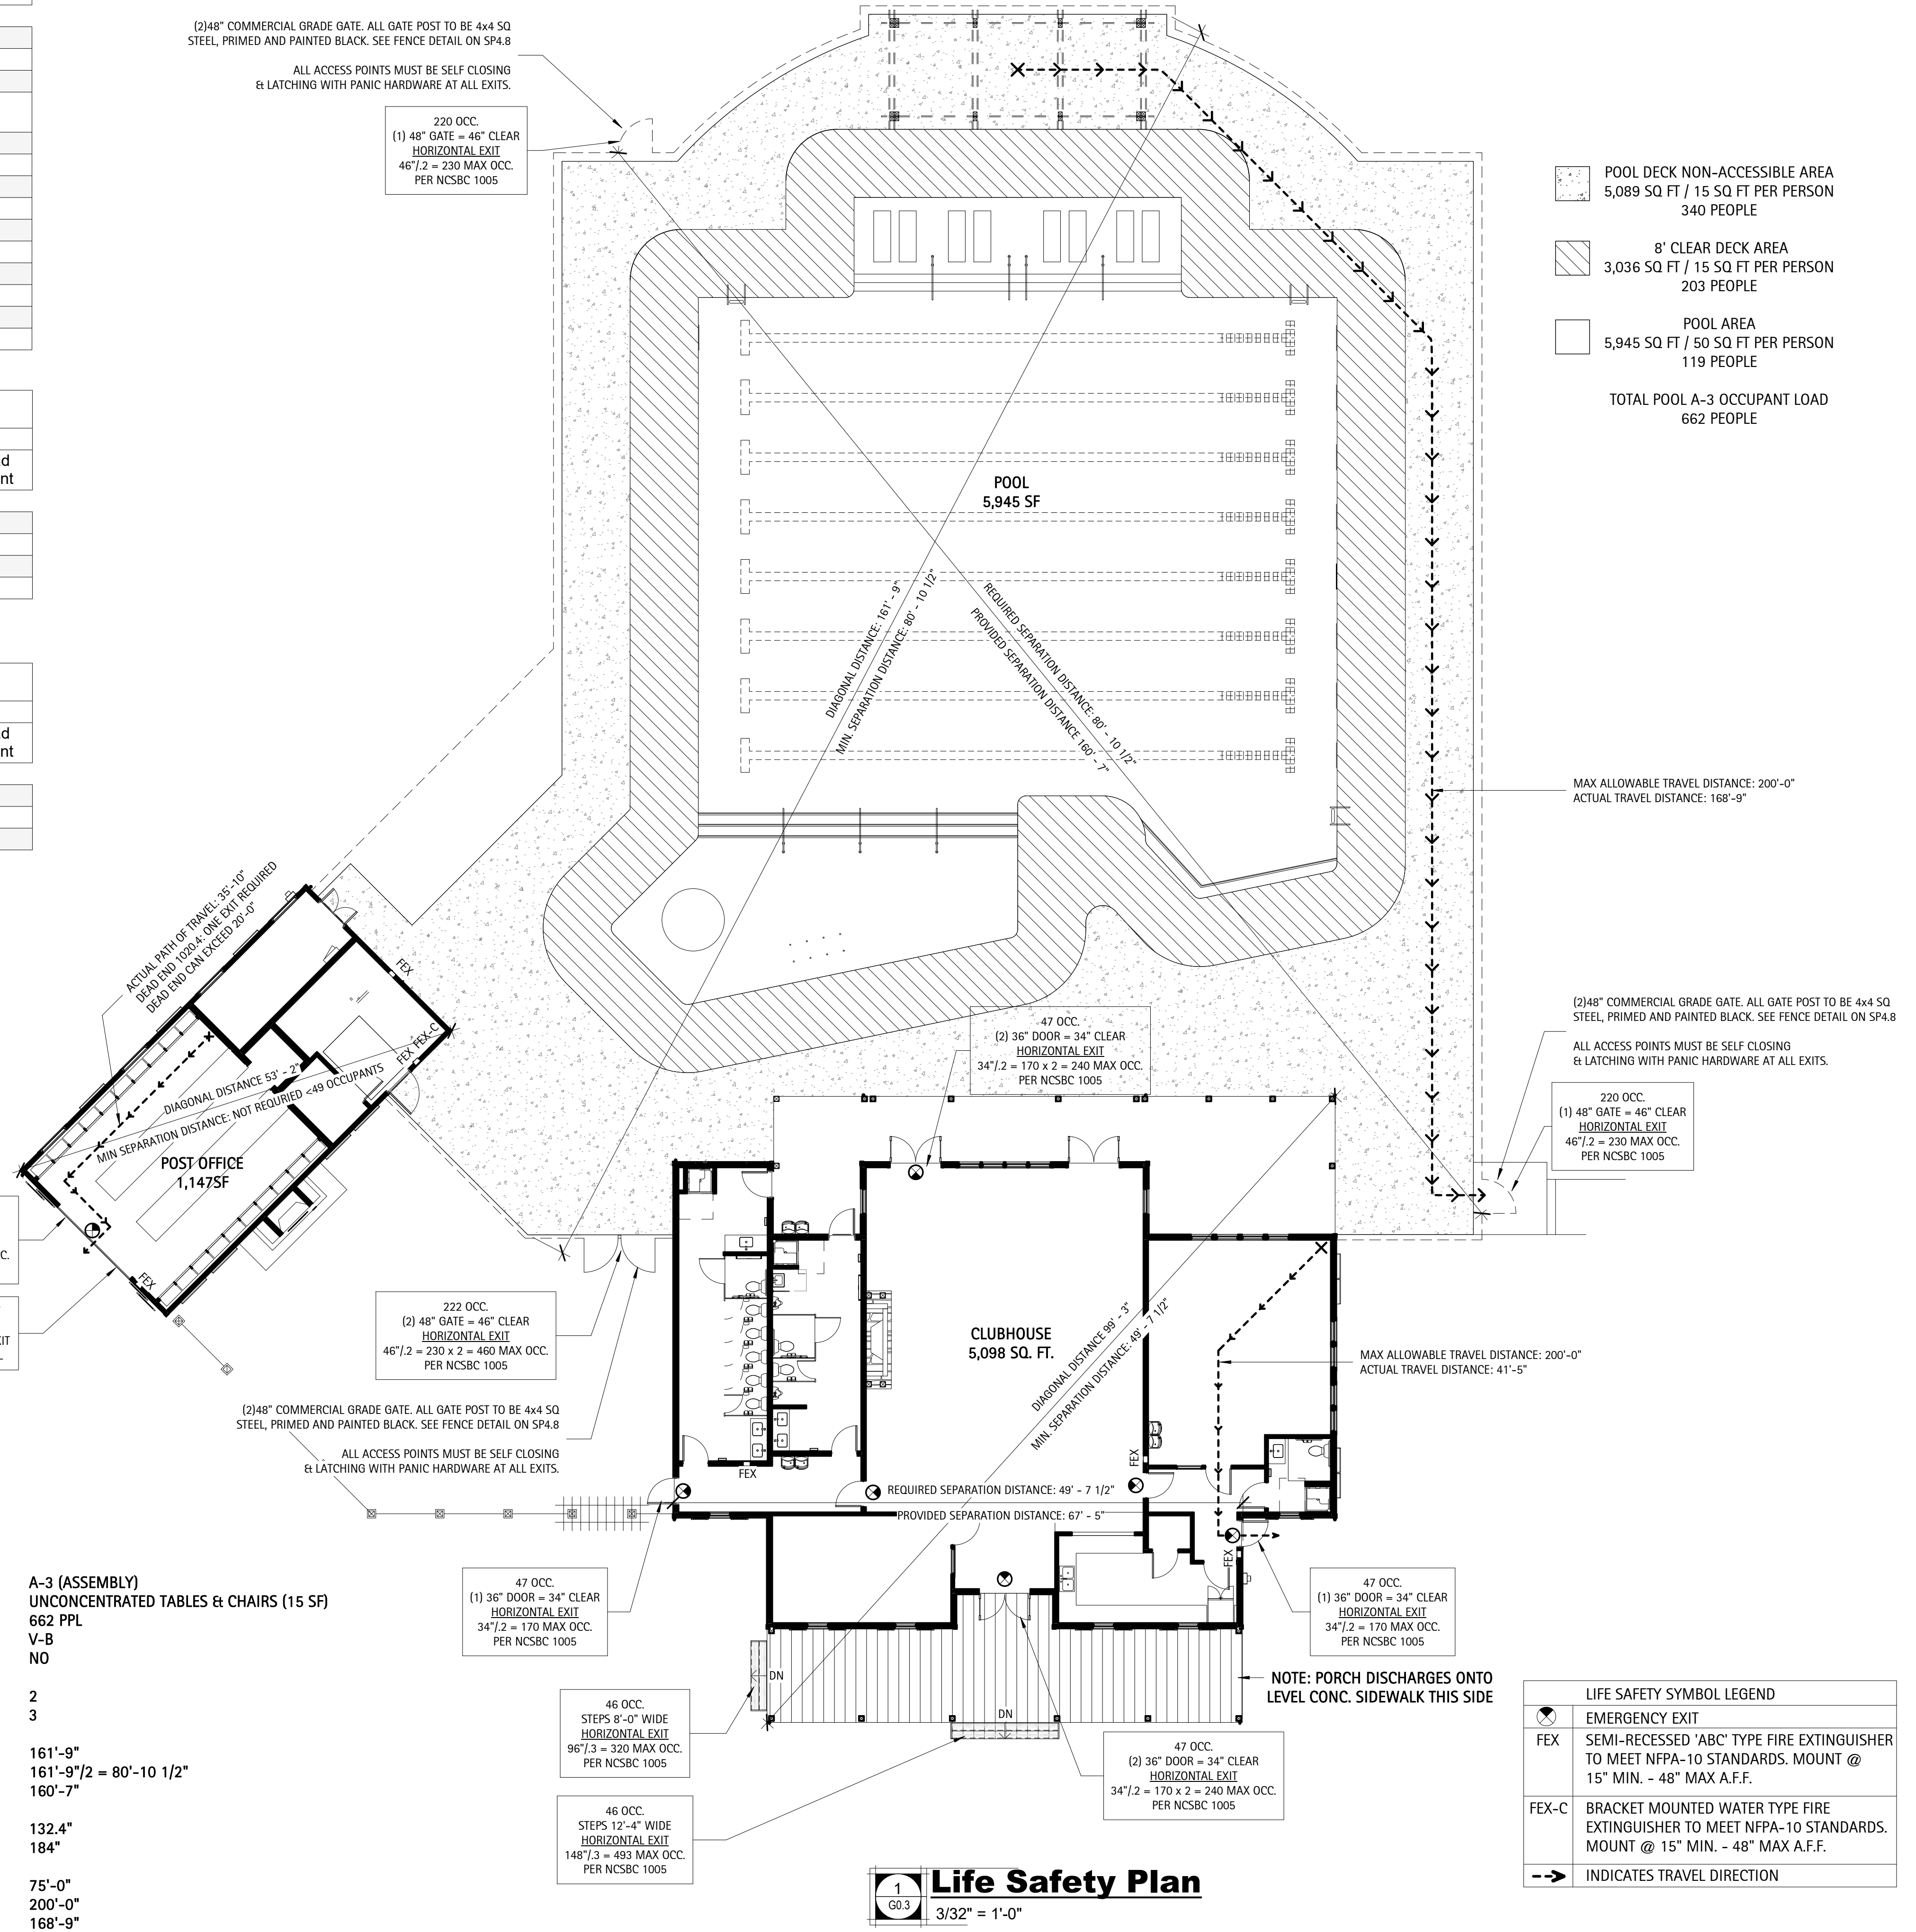 (2)48" COMMERCIAL GRADE GATE. ALL GATE POST TO BE 4x4 SQ
STEEL, PRIMED AND PAINTED BLACK. SEE FENCE DETAIL ON SP4.8
ALL ACCESS POINTS MUST BE SELF CLOSING
& LATCHING WITH PANIC HARDWARE AT ALL EXITS.
220 OCC.
(1) 48" GATE = 46" CLEAR
HORIZONTAL EXIT
46"/.2 = 230 MAX OCC.
PER NCSBC 1005
POOL DECK NON-ACCESSIBLE AREA
5,089 SQ FT / 15 SQ FT PER PERSON
340 PEOPLE
8' CLEAR DECK AREA
3,036 SQ FT / 15 SQ FT PER PERSON
203 PEOPLE
POOL AREA
5,945 SQ FT / 50 SQ FT PER PERSON
119 PEOPLE
TOTAL POOL A-3 OCCUPANT LOAD
662 PEOPLE
d
nt
d
nt
POOL
5,945 SF
DIAGONAL DISTANCE: 161' - 9"
MIN. SEPARATION DISTANCE: 80' - 10 1/2"
REQUIRED SEPARATION DISTANCE: 80' - 10 1/2"
PROVIDED SEPARATION DISTANCE 160' - 7"
MAX ALLOWABLE TRAVEL DISTANCE: 200'-0"
ACTUAL TRAVEL DISTANCE: 168'-9"
ACTUAL PATH OF TRAVEL: 35'-10"
DEAD END 1020.4: ONE EXIT REQUIRED
DEAD END CAN EXCEED 20'-0"
FEX
FEX FEX-C
DIAGONAL DISTANCE 53' - 2"
MIN SEPARATION DISTANCE: NOT REQURIED <49 OCCUPANTS
POST OFFICE
1,147SF
FEX
C.
IT
47 OCC.
(2) 36" DOOR = 34" CLEAR
HORIZONTAL EXIT
34"/.2 = 170 x 2 = 240 MAX OCC.
PER NCSBC 1005
(2)48" COMMERCIAL GRADE GATE. ALL GATE POST TO BE 4x4 SQ
STEEL, PRIMED AND PAINTED BLACK. SEE FENCE DETAIL ON SP4.8
ALL ACCESS POINTS MUST BE SELF CLOSING
& LATCHING WITH PANIC HARDWARE AT ALL EXITS.
220 OCC.
(1) 48" GATE = 46" CLEAR
HORIZONTAL EXIT
46"/.2 = 230 MAX OCC.
PER NCSBC 1005
222 OCC.
(2) 48" GATE = 46" CLEAR
HORIZONTAL EXIT
46"/.2 = 230 x 2 = 460 MAX OCC.
PER NCSBC 1005
(2)48" COMMERCIAL GRADE GATE. ALL GATE POST TO BE 4x4 SQ
STEEL, PRIMED AND PAINTED BLACK. SEE FENCE DETAIL ON SP4.8
ALL ACCESS POINTS MUST BE SELF CLOSING
& LATCHING WITH PANIC HARDWARE AT ALL EXITS.
CLUBHOUSE
5,098 SQ. FT.
DIAGONAL DISTANCE 99' - 3"
MIN. SEPARATION DISTANCE: 49' - 7 1/2"
MAX ALLOWABLE TRAVEL DISTANCE: 200'-0"
ACTUAL TRAVEL DISTANCE: 41'-5"
FEX
FEX
REQUIRED SEPARATION DISTANCE: 49' - 7 1/2"
PROVIDED SEPARATION DISTANCE: 67' - 5"
FEX
47 OCC.
(1) 36" DOOR = 34" CLEAR
HORIZONTAL EXIT
34"/.2 = 170 MAX OCC.
PER NCSBC 1005
47 OCC.
(1) 36" DOOR = 34" CLEAR
HORIZONTAL EXIT
34"/.2 = 170 MAX OCC.
PER NCSBC 1005
A-3 (ASSEMBLY)
UNCONCENTRATED TABLES & CHAIRS (15 SF)
662 PPL
V-B
NO
2
3
161'-9"
161'-9"/2 = 80'-10 1/2"
160'-7"
132.4"
184"
75'-0"
200'-0"
168'-9"
DN
DN
46 OCC.
STEPS 8'-0" WIDE
HORIZONTAL EXIT
96"/.3 = 320 MAX OCC.
PER NCSBC 1005
46 OCC.
STEPS 12'-4" WIDE
HORIZONTAL EXIT
148"/.3 = 493 MAX OCC.
PER NCSBC 1005
47 OCC.
(2) 36" DOOR = 34" CLEAR
HORIZONTAL EXIT
34"/.2 = 170 x 2 = 240 MAX OCC.
PER NCSBC 1005
NOTE: PORCH DISCHARGES ONTO
LEVEL CONC. SIDEWALK THIS SIDE
LIFE SAFETY SYMBOL LEGEND
EMERGENCY EXIT
FEX SEMI-RECESSED 'ABC' TYPE FIRE EXTINGUISHER
TO MEET NFPA-10 STANDARDS. MOUNT @
15" MIN. - 48" MAX A.F.F.
FEX-C BRACKET MOUNTED WATER TYPE FIRE
EXTINGUISHER TO MEET NFPA-10 STANDARDS.
MOUNT @ 15" MIN. - 48" MAX A.F.F.
INDICATES TRAVEL DIRECTION
1
G0.3
Life Safety Plan
3/32" = 1'-0"